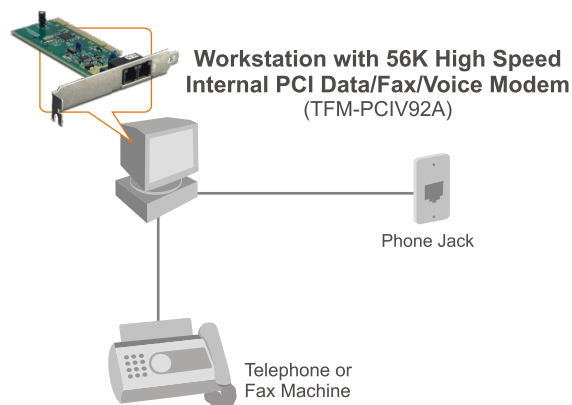 Workstation with 56K High Speed
Internal PCI Data/Fax/Voice Modem
(TFM-PCIV92A)
Phone Jack
Telephone or
Fax Machine